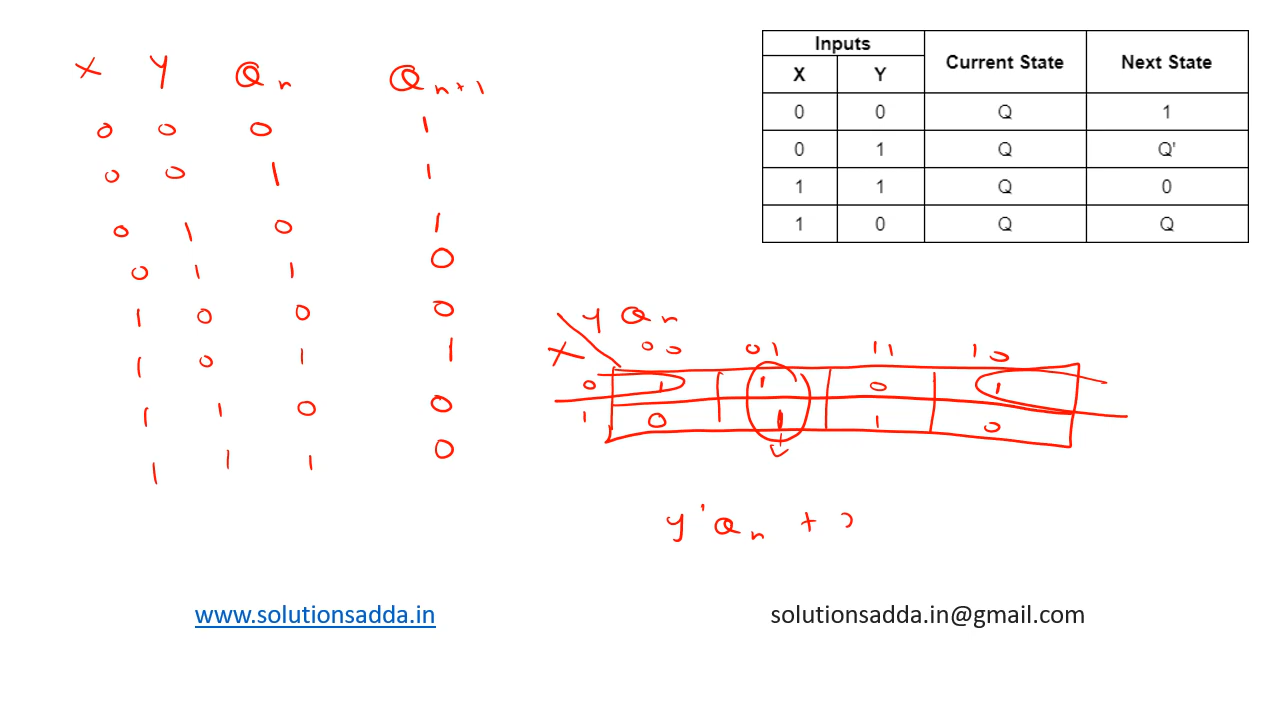 X Y Qn Qn+1
0 0 0 1
0 0 1 1
0 1 0 1
0 1 1 0
1 0 0 0
1 0 1 1
1 1 0 0
1 1 1 0
Inputs Current State Next State
X Y
0 0 Q 1
0 1 Q Q'
1 1 Q 0
1 0 Q Q
X Y Qn
00 01 11 10
0 1 1 0 1
1 0 1 1 0
Y'Qn +
www.solutionsadda.in
solutionsadda.in@gmail.com